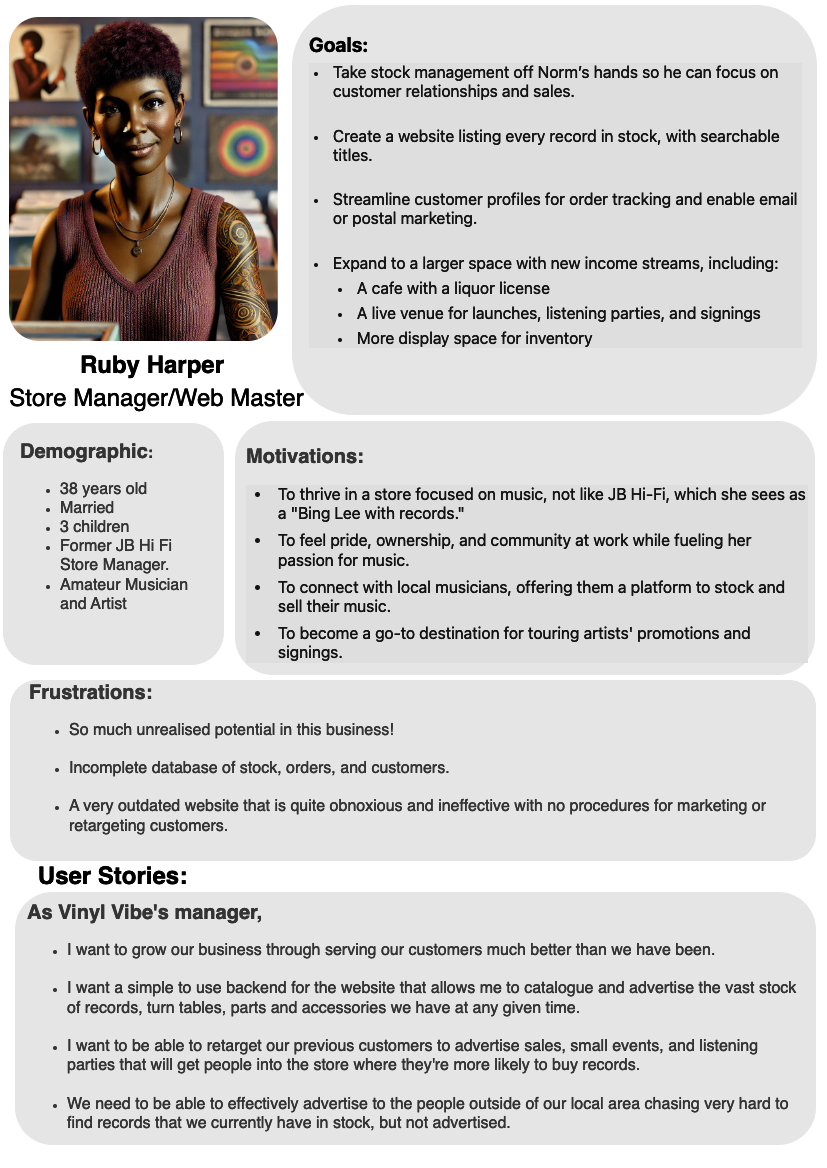 Goals:
• Take stock management off Norm's hands so he can focus on
customer relationships and sales.
• Create a website listing every record in stock, with searchable
titles.
• Streamline customer profiles for order tracking and enable email
or postal marketing.
• Expand to a larger space with new income streams, including:
• A cafe with a liquor license
• A live venue for launches, listening parties, and signings
• More display space for inventory
Ruby Harper
Store Manager/Web Master
Demographic:
• 38 years old
• Married
• 3 children
• Former JB Hi Fi
Store Manager.
• Amateur Musician
and Artist
Motivations:
• To thrive in a store focused on music, not like JB Hi-Fi, which she sees as
a "Bing Lee with records."
• To feel pride, ownership, and community at work while fueling her
passion for music.
• To connect with local musicians, offering them a platform to stock and
sell their music.
• To become a go-to destination for touring artists' promotions and
signings.
Frustrations:
• So much unrealised potential in this business!
• Incomplete database of stock, orders, and customers.
• A very outdated website that is quite obnoxious and ineffective with no procedures for marketing or
retargeting customers.
User Stories:
As Vinyl Vibe's manager,
• I want to grow our business through serving our customers much better than we have been.
• I want a simple to use backend for the website that allows me to catalogue and advertise the vast stock
of records, turn tables, parts and accessories we have at any given time.
• I want to be able to retarget our previous customers to advertise sales, small events, and listening
parties that will get people into the store where they're more likely to buy records.
• We need to be able to effectively advertise to the people outside of our local area chasing very hard to
find records that we currently have in stock, but not advertised.